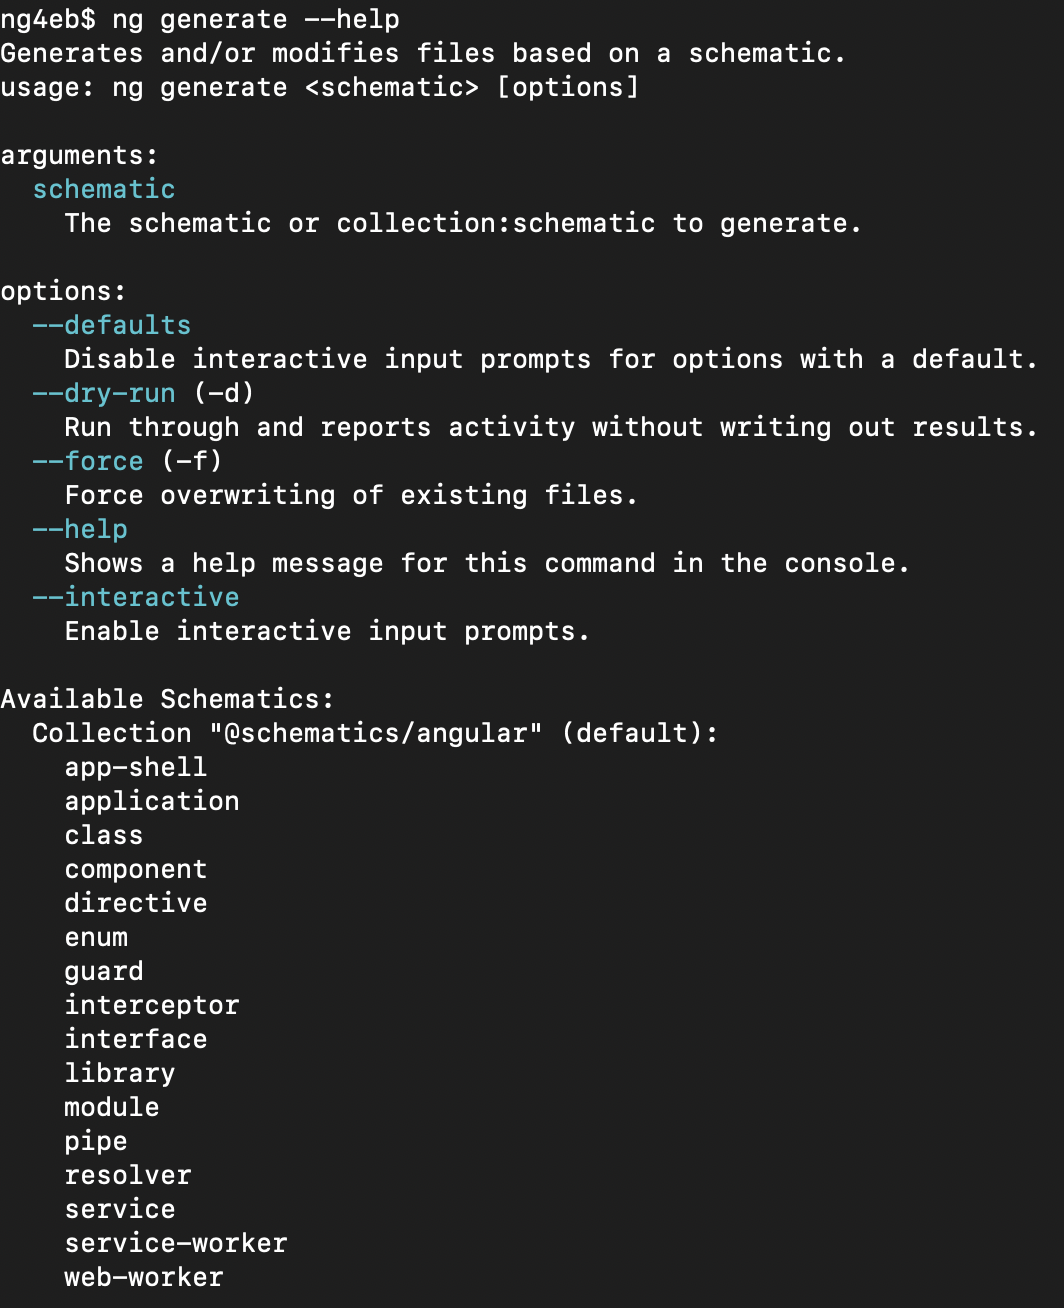 ng4eb$ ng generate --help
Generates and/or modifies files based on a schematic.
usage: ng generate <schematic> [options]

arguments:
  schematic
    The schematic or collection:schematic to generate.

options:
  --defaults
    Disable interactive input prompts for options with a default.
  --dry-run (-d)
    Run through and reports activity without writing out results.
  --force (-f)
    Force overwriting of existing files.
  --help
    Shows a help message for this command in the console.
  --interactive
    Enable interactive input prompts.

Available Schematics:
  Collection "@schematics/angular" (default):
    app-shell
    application
    class
    component
    directive
    enum
    guard
    interceptor
    interface
    library
    module
    pipe
    resolver
    service
    service-worker
    web-worker